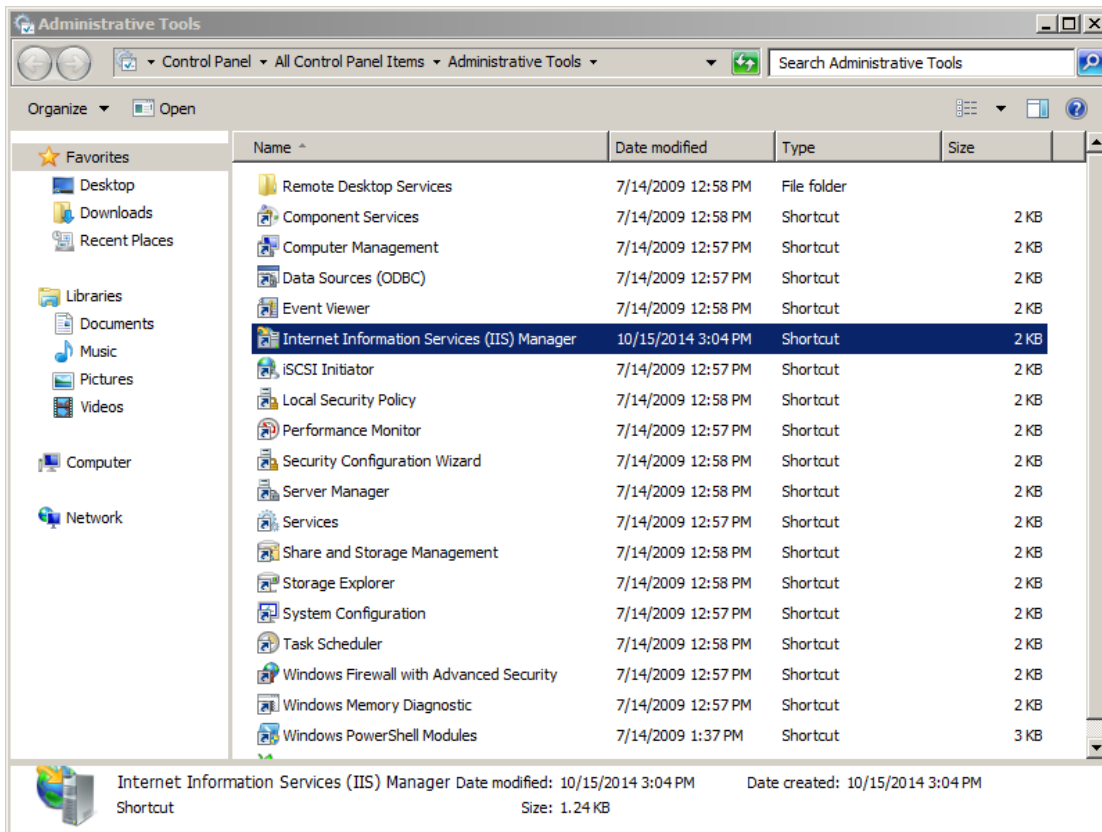 Administrative Tools
Control Panel All Control Panel Items Administrative Tools Search Administrative Tools
Organize Open
Favorites
Desktop
Downloads
Recent Places
Libraries
Documents
Music
Pictures
Videos
Computer
Network
Name Date modified Type Size
Remote Desktop Services 7/14/2009 12:58 PM File folder
Component Services 7/14/2009 12:58 PM Shortcut 2 KB
Computer Management 7/14/2009 12:57 PM Shortcut 2 KB
Data Sources (ODBC) 7/14/2009 12:57 PM Shortcut 2 KB
Event Viewer 7/14/2009 12:58 PM Shortcut 2 KB
Internet Information Services (IIS) Manager 10/15/2014 3:04 PM Shortcut 2 KB
iSCSI Initiator 7/14/2009 12:57 PM Shortcut 2 KB
Local Security Policy 7/14/2009 12:58 PM Shortcut 2 KB
Performance Monitor 7/14/2009 12:57 PM Shortcut 2 KB
Security Configuration Wizard 7/14/2009 12:58 PM Shortcut 2 KB
Server Manager 7/14/2009 12:58 PM Shortcut 2 KB
Services 7/14/2009 12:57 PM Shortcut 2 KB
Share and Storage Management 7/14/2009 12:58 PM Shortcut 2 KB
Storage Explorer 7/14/2009 12:58 PM Shortcut 2 KB
System Configuration 7/14/2009 12:57 PM Shortcut 2 KB
Task Scheduler 7/14/2009 12:58 PM Shortcut 2 KB
Windows Firewall with Advanced Security 7/14/2009 12:57 PM Shortcut 2 KB
Windows Memory Diagnostic 7/14/2009 12:57 PM Shortcut 2 KB
Windows PowerShell Modules 7/14/2009 1:37 PM Shortcut 3 KB
Internet Information Services (IIS) Manager Date modified: 10/15/2014 3:04 PM Date created: 10/15/2014 3:04 PM
Shortcut Size: 1.24 KB